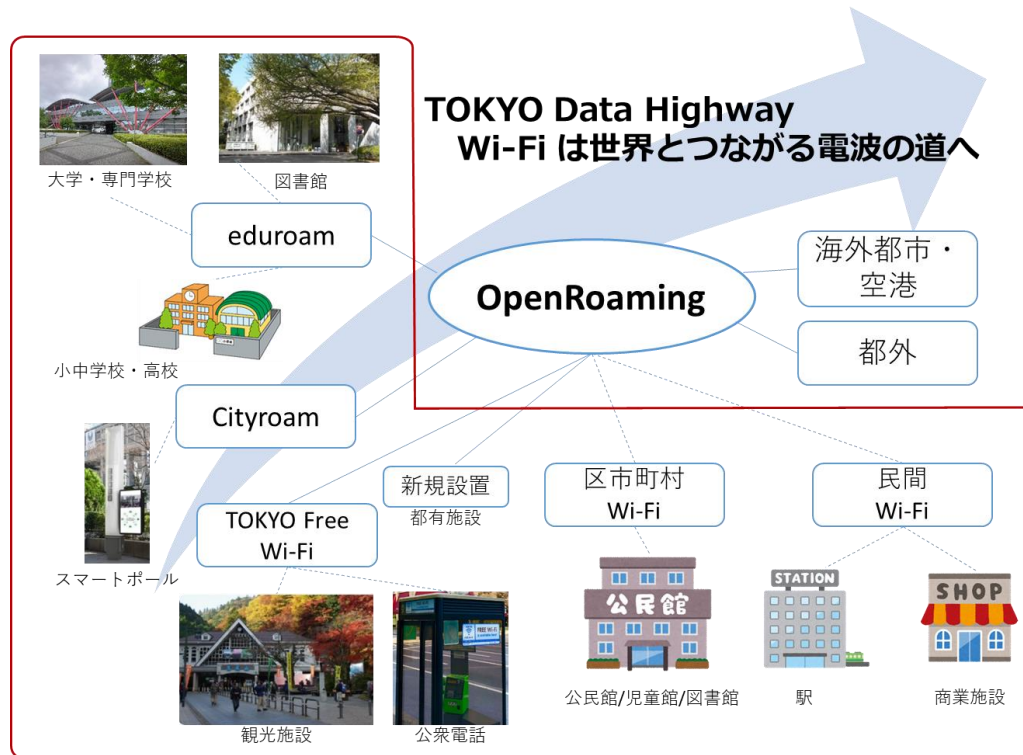 TOKYO Data Highway
Wi-Fi は世界とつながる電波の道へ
大学・専門学校
図書館
eduroam
海外都市・
空港
OpenRoaming
都外
小中学校・高校
Cityroam
新規設置
都有施設
区市町村
Wi-Fi
民間
Wi-Fi
TOKYO Free
Wi-Fi
スマートポール
STATION
SHOP
公民館
FREE Wi-Fi
公民館/児童館/図書館
駅
商業施設
観光施設
公衆電話